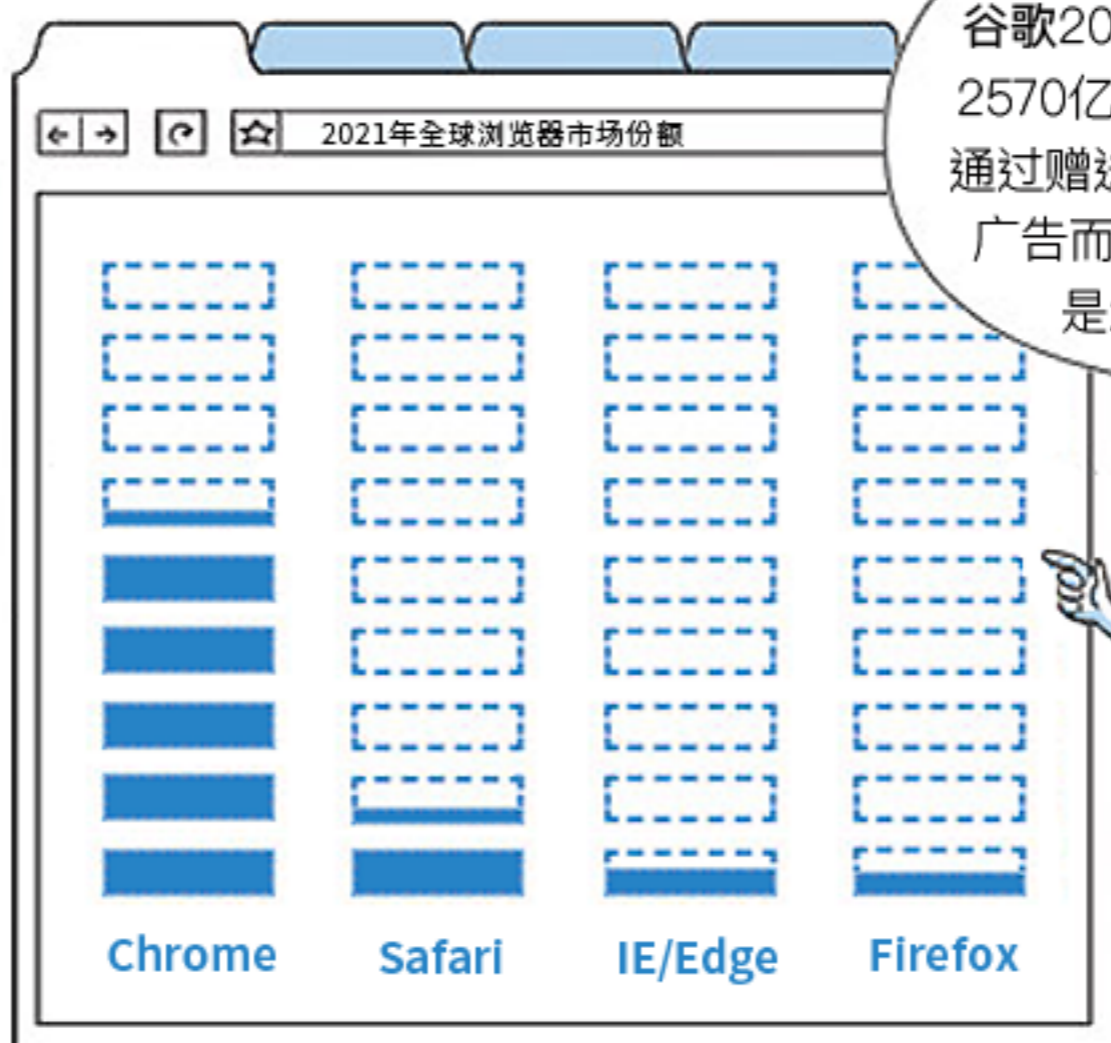 谷歌20
2570亿
通过赠
广告而
是
2021年全球浏览器市场份额
Chrome
Safari
IE/Edge
Firefox